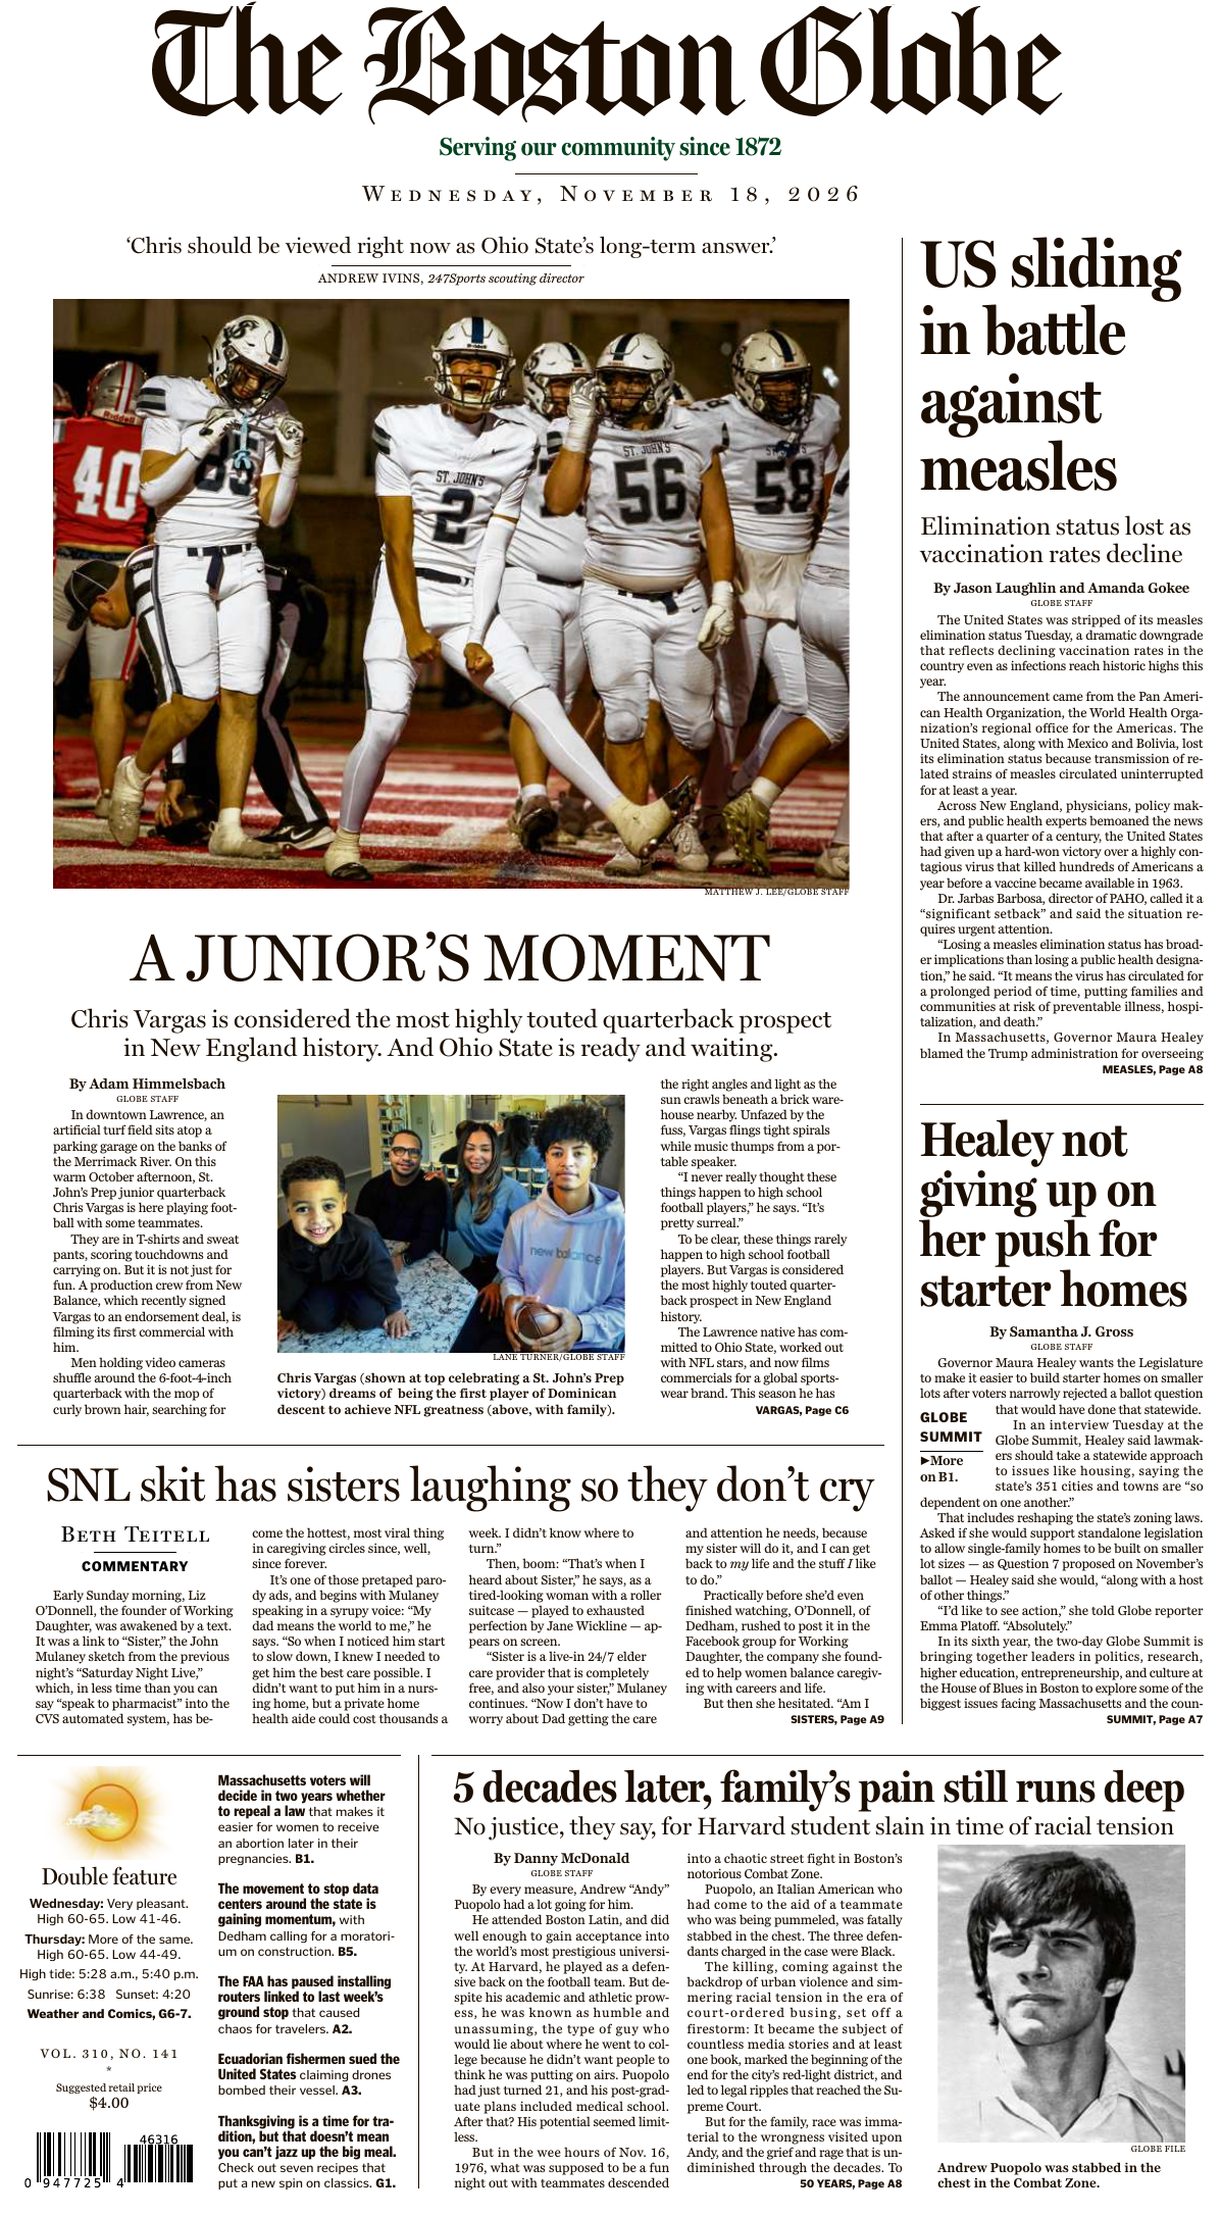 The Boston Globe
Serving our community since 1872
Wednesday, November 18, 2026
‘Chris should be viewed right now as Ohio State’s long-term answer.’
ANDREW IVINS, 247Sports scouting director
40
Riddell
85
ST. JOHN'S
2
ST. JOHN'S
56
58
MATTHEW J. LEE/GLOBE STAFF
A JUNIOR’S MOMENT
Chris Vargas is considered the most highly touted quarterback prospect
in New England history. And Ohio State is ready and waiting.
By Adam Himmelsbach
GLOBE STAFF
In downtown Lawrence, an
artificial turf field sits atop a
parking garage on the banks of
the Merrimack River. On this
warm October afternoon, St.
John’s Prep junior quarterback
Chris Vargas is here playing foot-
ball with some teammates.
They are in T-shirts and sweat
pants, scoring touchdowns and
carrying on. But it is not just for
fun. A production crew from New
Balance, which recently signed
Vargas to an endorsement deal, is
filming its first commercial with
him.
Men holding video cameras
shuffle around the 6-foot-4-inch
quarterback with the mop of
curly brown hair, searching for
new balance
LANE TURNER/GLOBE STAFF
Chris Vargas (shown at top celebrating a St. John’s Prep
victory) dreams of being the first player of Dominican
descent to achieve NFL greatness (above, with family).
the right angles and light as the
sun crawls beneath a brick ware-
house nearby. Unfazed by the
fuss, Vargas flings tight spirals
while music thumps from a por-
table speaker.
“I never really thought these
things happen to high school
football players,” he says. “It’s
pretty surreal.”
To be clear, these things rarely
happen to high school football
players. But Vargas is considered
the most highly touted quarter-
back prospect in New England
history.
The Lawrence native has com-
mitted to Ohio State, worked out
with NFL stars, and now films
commercials for a global sports-
wear brand. This season he has
VARGAS, Page C6
US sliding
in battle
against
measles
Elimination status lost as
vaccination rates decline
By Jason Laughlin and Amanda Gokee
GLOBE STAFF
The United States was stripped of its measles
elimination status Tuesday, a dramatic downgrade
that reflects declining vaccination rates in the
country even as infections reach historic highs this
year.
The announcement came from the Pan Ameri-
can Health Organization, the World Health Orga-
nization’s regional office for the Americas. The
United States, along with Mexico and Bolivia, lost
its elimination status because transmission of re-
lated strains of measles circulated uninterrupted
for at least a year.
Across New England, physicians, policy mak-
ers, and public health experts bemoaned the news
that after a quarter of a century, the United States
had given up a hard-won victory over a highly con-
tagious virus that killed hundreds of Americans a
year before a vaccine became available in 1963.
Dr. Jarbas Barbosa, director of PAHO, called it a
“significant setback” and said the situation re-
quires urgent attention.
“Losing a measles elimination status has broad-
er implications than losing a public health designa-
tion,” he said. “It means the virus has circulated for
a prolonged period of time, putting families and
communities at risk of preventable illness, hospi-
talization, and death.”
In Massachusetts, Governor Maura Healey
blamed the Trump administration for overseeing
MEASLES, Page A8
Healey not
giving up on
her push for
starter homes
By Samantha J. Gross
GLOBE STAFF
Governor Maura Healey wants the Legislature
to make it easier to build starter homes on smaller
lots after voters narrowly rejected a ballot question
that would have done that statewide.
In an interview Tuesday at the
Globe Summit, Healey said lawmak-
ers should take a statewide approach
to issues like housing, saying the
state’s 351 cities and towns are “so
dependent on one another.”
GLOBE
SUMMIT
▶More
on B1.
That includes reshaping the state’s zoning laws.
Asked if she would support standalone legislation
to allow single-family homes to be built on smaller
lot sizes — as Question 7 proposed on November’s
ballot — Healey said she would, “along with a host
of other things.”
“I’d like to see action,” she told Globe reporter
Emma Platoff. “Absolutely.”
In its sixth year, the two-day Globe Summit is
bringing together leaders in politics, research,
higher education, entrepreneurship, and culture at
the House of Blues in Boston to explore some of the
biggest issues facing Massachusetts and the coun-
SUMMIT, Page A7
SNL skit has sisters laughing so they don’t cry
Beth Teitell
COMMENTARY
Early Sunday morning, Liz
O’Donnell, the founder of Working
Daughter, was awakened by a text.
It was a link to “Sister,” the John
Mulaney sketch from the previous
night’s “Saturday Night Live,”
which, in less time than you can
say “speak to pharmacist” into the
CVS automated system, has be-
come the hottest, most viral thing
in caregiving circles since, well,
since forever.
It’s one of those pretaped paro-
dy ads, and begins with Mulaney
speaking in a syrupy voice: “My
dad means the world to me,” he
says. “So when I noticed him start
to slow down, I knew I needed to
get him the best care possible. I
didn’t want to put him in a nurs-
ing home, but a private home
health aide could cost thousands a
week. I didn’t know where to
turn.”
Then, boom: “That’s when I
heard about Sister,” he says, as a
tired-looking woman with a roller
suitcase — played to exhausted
perfection by Jane Wickline — ap-
pears on screen.
“Sister is a live-in 24/7 elder
care provider that is completely
free, and also your sister,” Mulaney
continues. “Now I don’t have to
worry about Dad getting the care
and attention he needs, because
my sister will do it, and I can get
back to my life and the stuff I like
to do.”
Practically before she’d even
finished watching, O’Donnell, of
Dedham, rushed to post it in the
Facebook group for Working
Daughter, the company she found-
ed to help women balance caregiv-
ing with careers and life.
But then she hesitated. “Am I
SISTERS, Page A9
Double feature
Wednesday: Very pleasant.
High 60-65. Low 41-46.
Thursday: More of the same.
High 60-65. Low 44-49.
High tide: 5:28 a.m., 5:40 p.m.
Sunrise: 6:38 Sunset: 4:20
Weather and Comics, G6-7.
VOL. 310, NO. 141
*
Suggested retail price
$4.00
46316
0 947725 4
Massachusetts voters will
decide in two years whether
to repeal a law that makes it
easier for women to receive
an abortion later in their
pregnancies. B1.
The movement to stop data
centers around the state is
gaining momentum, with
Dedham calling for a moratori-
um on construction. B5.
The FAA has paused installing
routers linked to last week’s
ground stop that caused
chaos for travelers. A2.
Ecuadorian fishermen sued the
United States claiming drones
bombed their vessel. A3.
Thanksgiving is a time for tra-
dition, but that doesn’t mean
you can’t jazz up the big meal.
Check out seven recipes that
put a new spin on classics. G1.
5 decades later, family’s pain still runs deep
No justice, they say, for Harvard student slain in time of racial tension
By Danny McDonald
GLOBE STAFF
By every measure, Andrew “Andy”
Puopolo had a lot going for him.
He attended Boston Latin, and did
well enough to gain acceptance into
the world’s most prestigious universi-
ty. At Harvard, he played as a defen-
sive back on the football team. But de-
spite his academic and athletic prow-
ess, he was known as humble and
unassuming, the type of guy who
would lie about where he went to col-
lege because he didn’t want people to
think he was putting on airs. Puopolo
had just turned 21, and his post-grad-
uate plans included medical school.
After that? His potential seemed limit-
less.
But in the wee hours of Nov. 16,
1976, what was supposed to be a fun
night out with teammates descended
into a chaotic street fight in Boston’s
notorious Combat Zone.
Puopolo, an Italian American who
had come to the aid of a teammate
who was being pummeled, was fatally
stabbed in the chest. The three defen-
dants charged in the case were Black.
The killing, coming against the
backdrop of urban violence and sim-
mering racial tension in the era of
court-ordered busing, set off a
firestorm: It became the subject of
countless media stories and at least
one book, marked the beginning of the
end for the city’s red-light district, and
led to legal ripples that reached the Su-
preme Court.
But for the family, race was imma-
terial to the wrongness visited upon
Andy, and the grief and rage that is un-
diminished through the decades. To
50 YEARS, Page A8
GLOBE FILE
Andrew Puopolo was stabbed in the
chest in the Combat Zone.